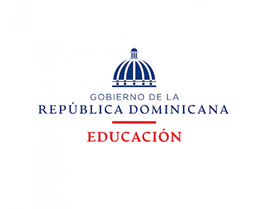 GOBIERNO DE LA
REPÚBLICA DOMINICANA
EDUCACIÓN